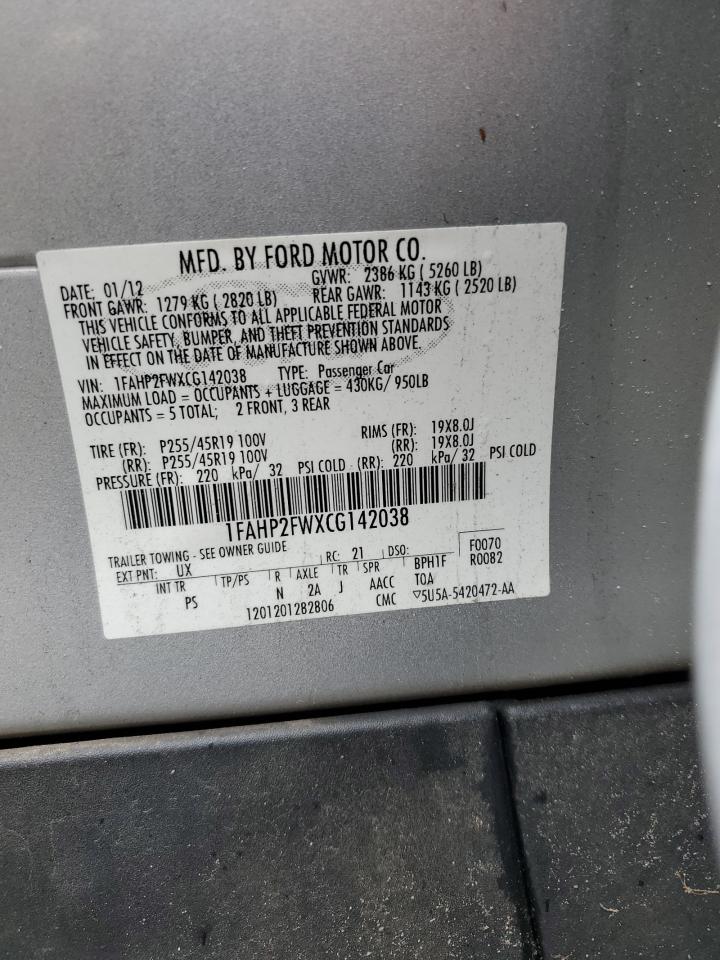 MFD. BY FORD MOTOR CO.
DATE: 01/12 GVWR: 2386 KG ( 5260 LB)
FRONT GAWR: 1279 KG ( 2820 LB) REAR GAWR: 1143 KG ( 2520 LB)
THIS VEHICLE CONFORMS TO ALL APPLICABLE FEDERAL MOTOR
VEHICLE SAFETY, BUMPER, AND THEFT PREVENTION STANDARDS
IN EFFECT ON THE DATE OF MANUFACTURE SHOWN ABOVE.
VIN: 1FAHP2FWXCG142038 TYPE: Passenger Car
MAXIMUM LOAD = OCCUPANTS + LUGGAGE = 430KG/ 950LB
OCCUPANTS = 5 TOTAL; 2 FRONT, 3 REAR
TIRE (FR): P255/45R19 100V RIMS (FR): 19X8.0J
(RR): P255/45R19 100V (RR): 19X8.0J
PRESSURE (FR): 220 kPa/ 32 PSI COLD (RR): 220 kPa/ 32 PSI COLD
1FAHP2FWXCG142038
TRAILER TOWING - SEE OWNER GUIDE
EXT PNT: UX RC: 21 DSO: F0070
INT TR TP/PS R AXLE TR SPR BPH1F R0082
PS N 2A J AACC TOA
1201201282806 CMC ▽5U5A-5420472-AA